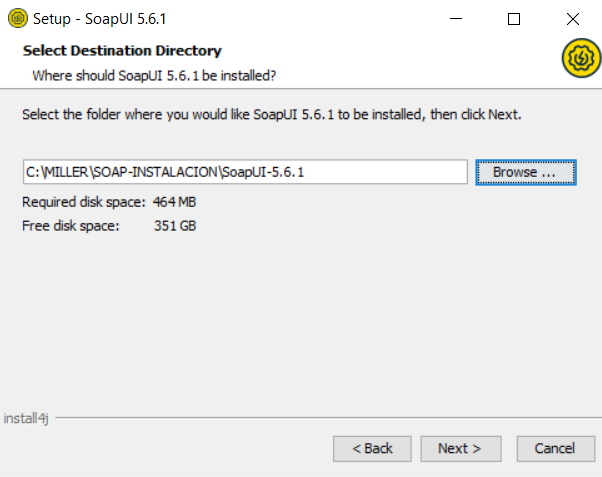 Setup - SoapUI 5.6.1
Select Destination Directory
Where should SoapUI 5.6.1 be installed?
Select the folder where you would like SoapUI 5.6.1 to be installed, then click Next.
C:\MILLER\SOAP-INSTALACION\SoapUI-5.6.1
Browse ...
Required disk space: 464 MB
Free disk space: 351 GB
install4j
< Back
Next >
Cancel